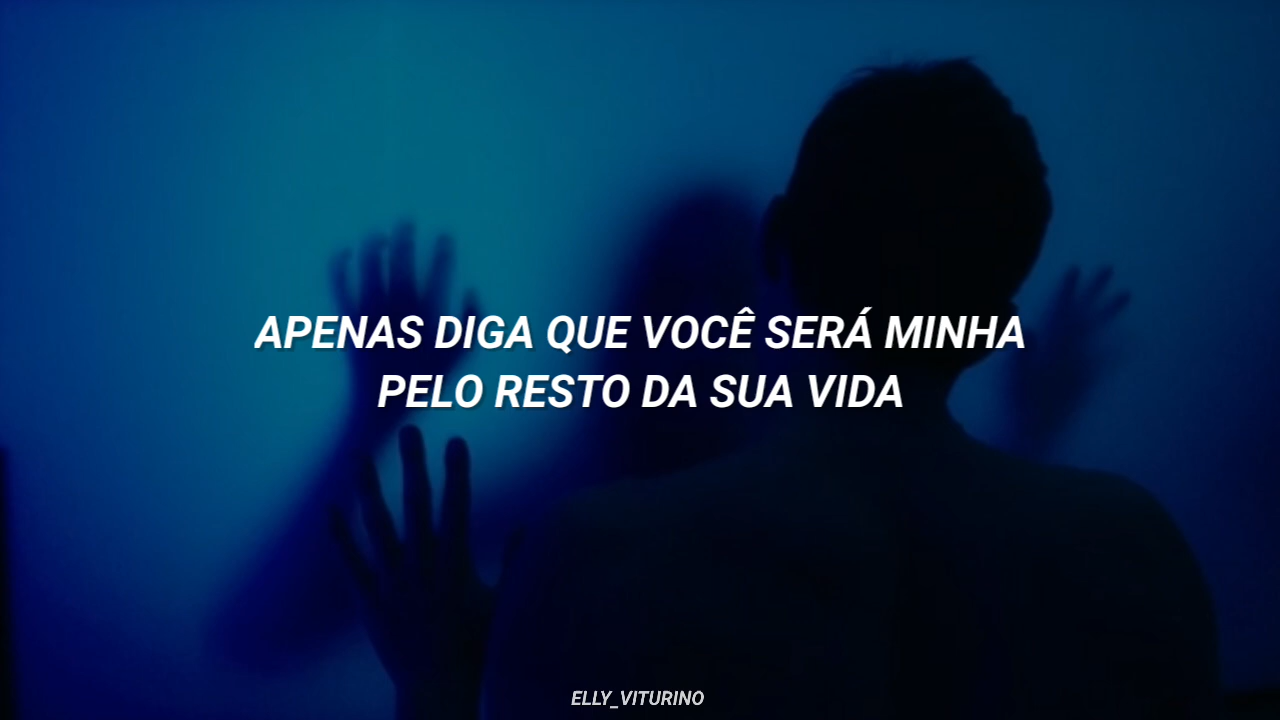 APENAS DIGA QUE VOCÊ SERÁ MINHA
PELO RESTO DA SUA VIDA
ELLY_VITURINO